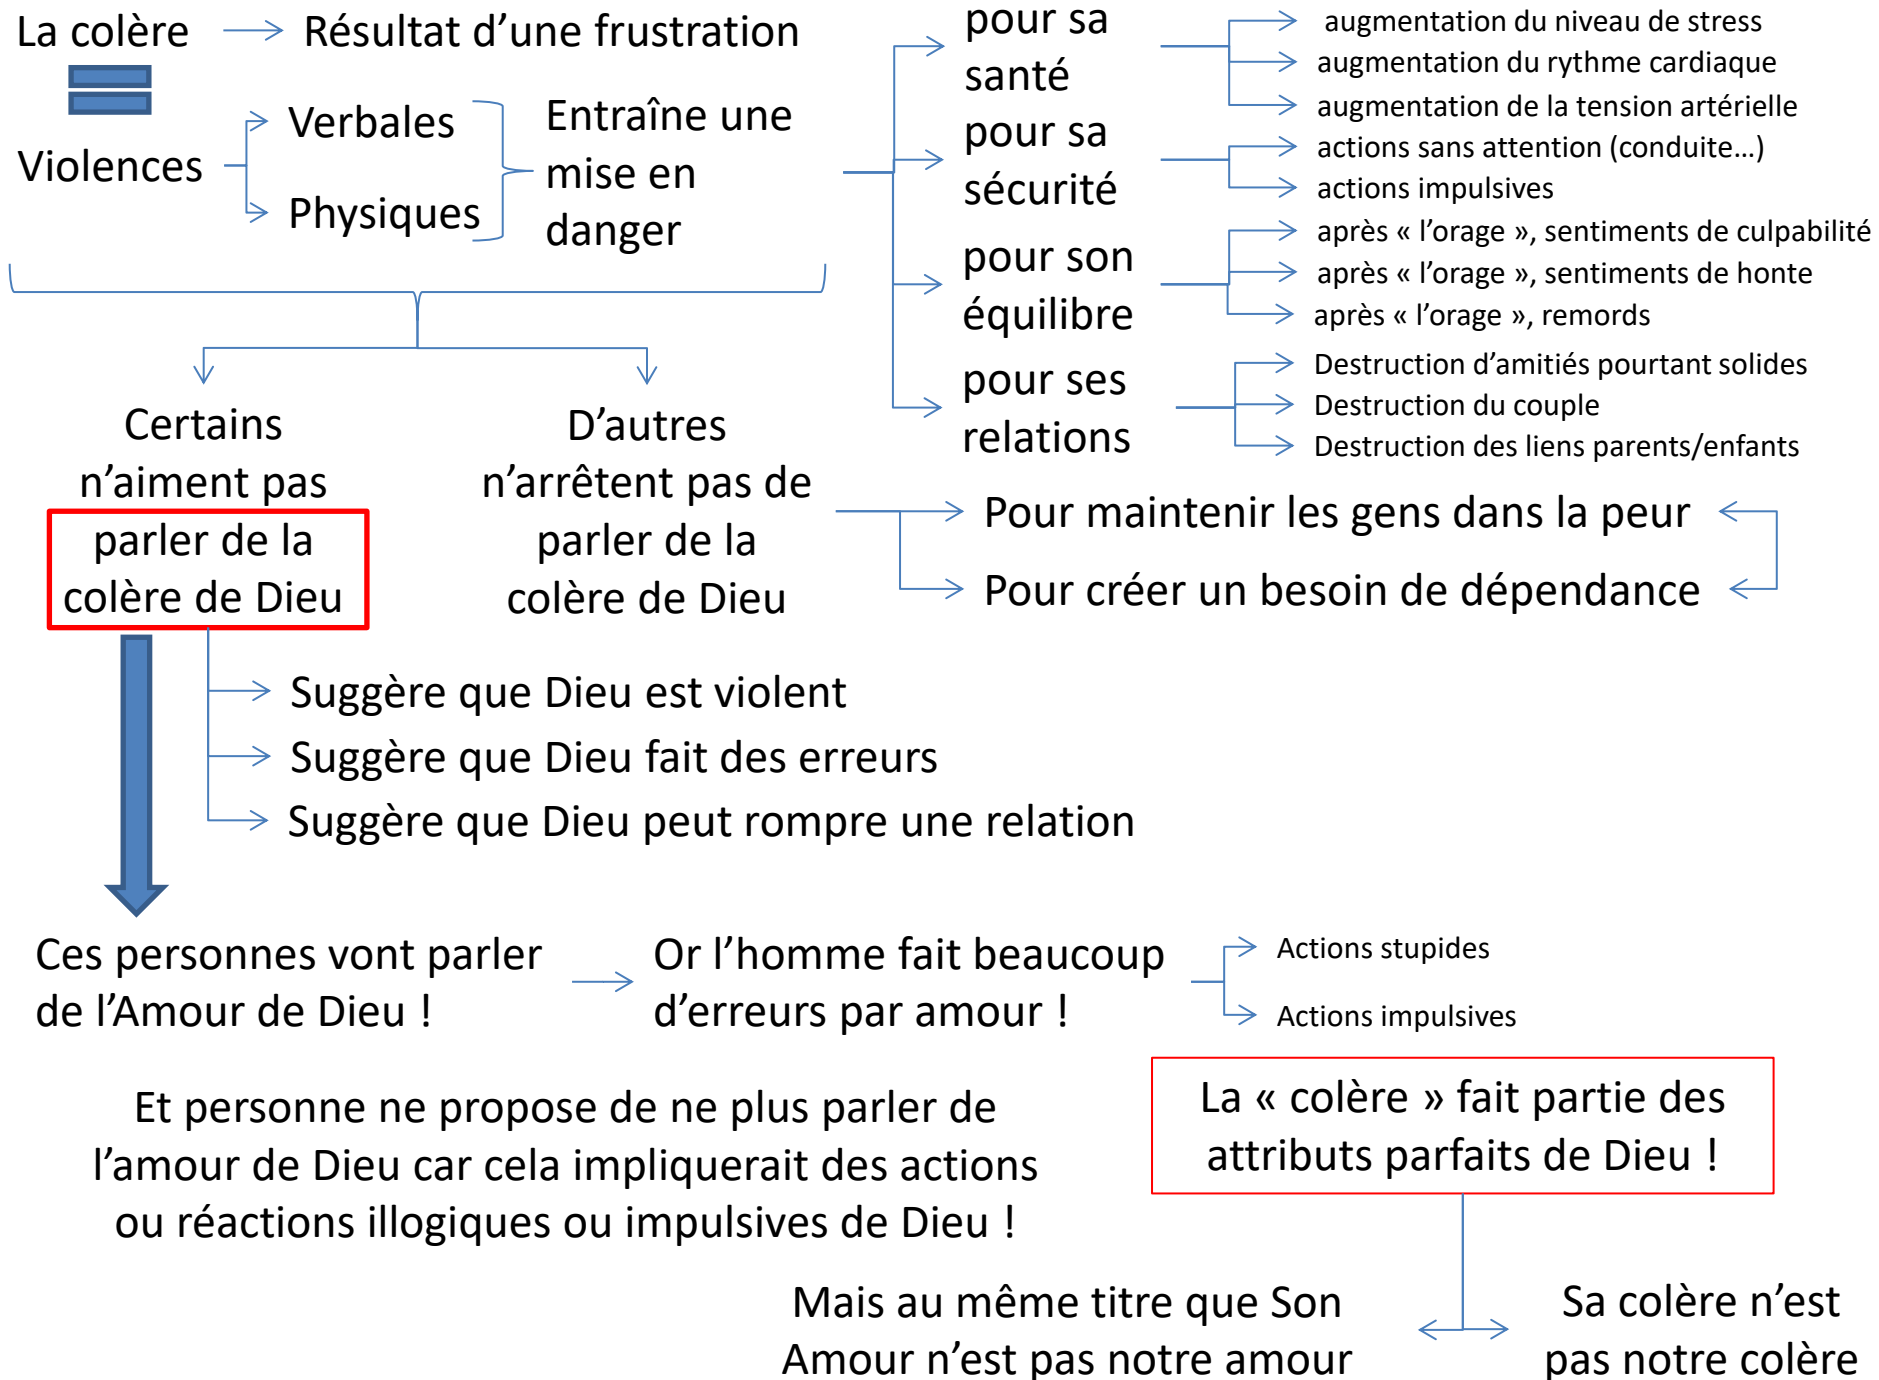 La colère
Résultat d’une frustration
Violences
Verbales
Physiques
Entraîne une
mise en
danger
pour sa
santé
augmentation du niveau de stress
augmentation du rythme cardiaque
augmentation de la tension artérielle
pour sa
sécurité
actions sans attention (conduite…)
actions impulsives
pour son
équilibre
après « l’orage », sentiments de culpabilité
après « l’orage », sentiments de honte
après « l’orage », remords
pour ses
relations
Destruction d’amitiés pourtant solides
Destruction du couple
Destruction des liens parents/enfants
Certains
n’aiment pas
parler de la
colère de Dieu
D’autres
n’arrêtent pas de
parler de la
colère de Dieu
Pour maintenir les gens dans la peur
Pour créer un besoin de dépendance
Suggère que Dieu est violent
Suggère que Dieu fait des erreurs
Suggère que Dieu peut rompre une relation
Ces personnes vont parler
de l’Amour de Dieu !
Or l’homme fait beaucoup
d’erreurs par amour !
Actions stupides
Actions impulsives
Et personne ne propose de ne plus parler de
l’amour de Dieu car cela impliquerait des actions
ou réactions illogiques ou impulsives de Dieu !
La « colère » fait partie des
attributs parfaits de Dieu !
Mais au même titre que Son
Amour n’est pas notre amour
Sa colère n’est
pas notre colère